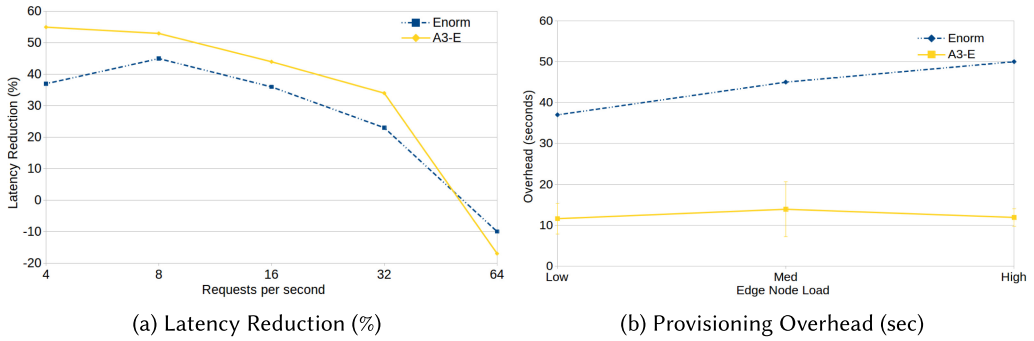 Latency Reduction (%)
60
50
40
30
20
10
0
-10
-20
4
8
16
32
64
Requests per second
Enorm
A3-E
(a) Latency Reduction (%)
Overhead (seconds)
60
50
40
30
20
10
0
Low
Med
High
Edge Node Load
Enorm
A3-E
(b) Provisioning Overhead (sec)